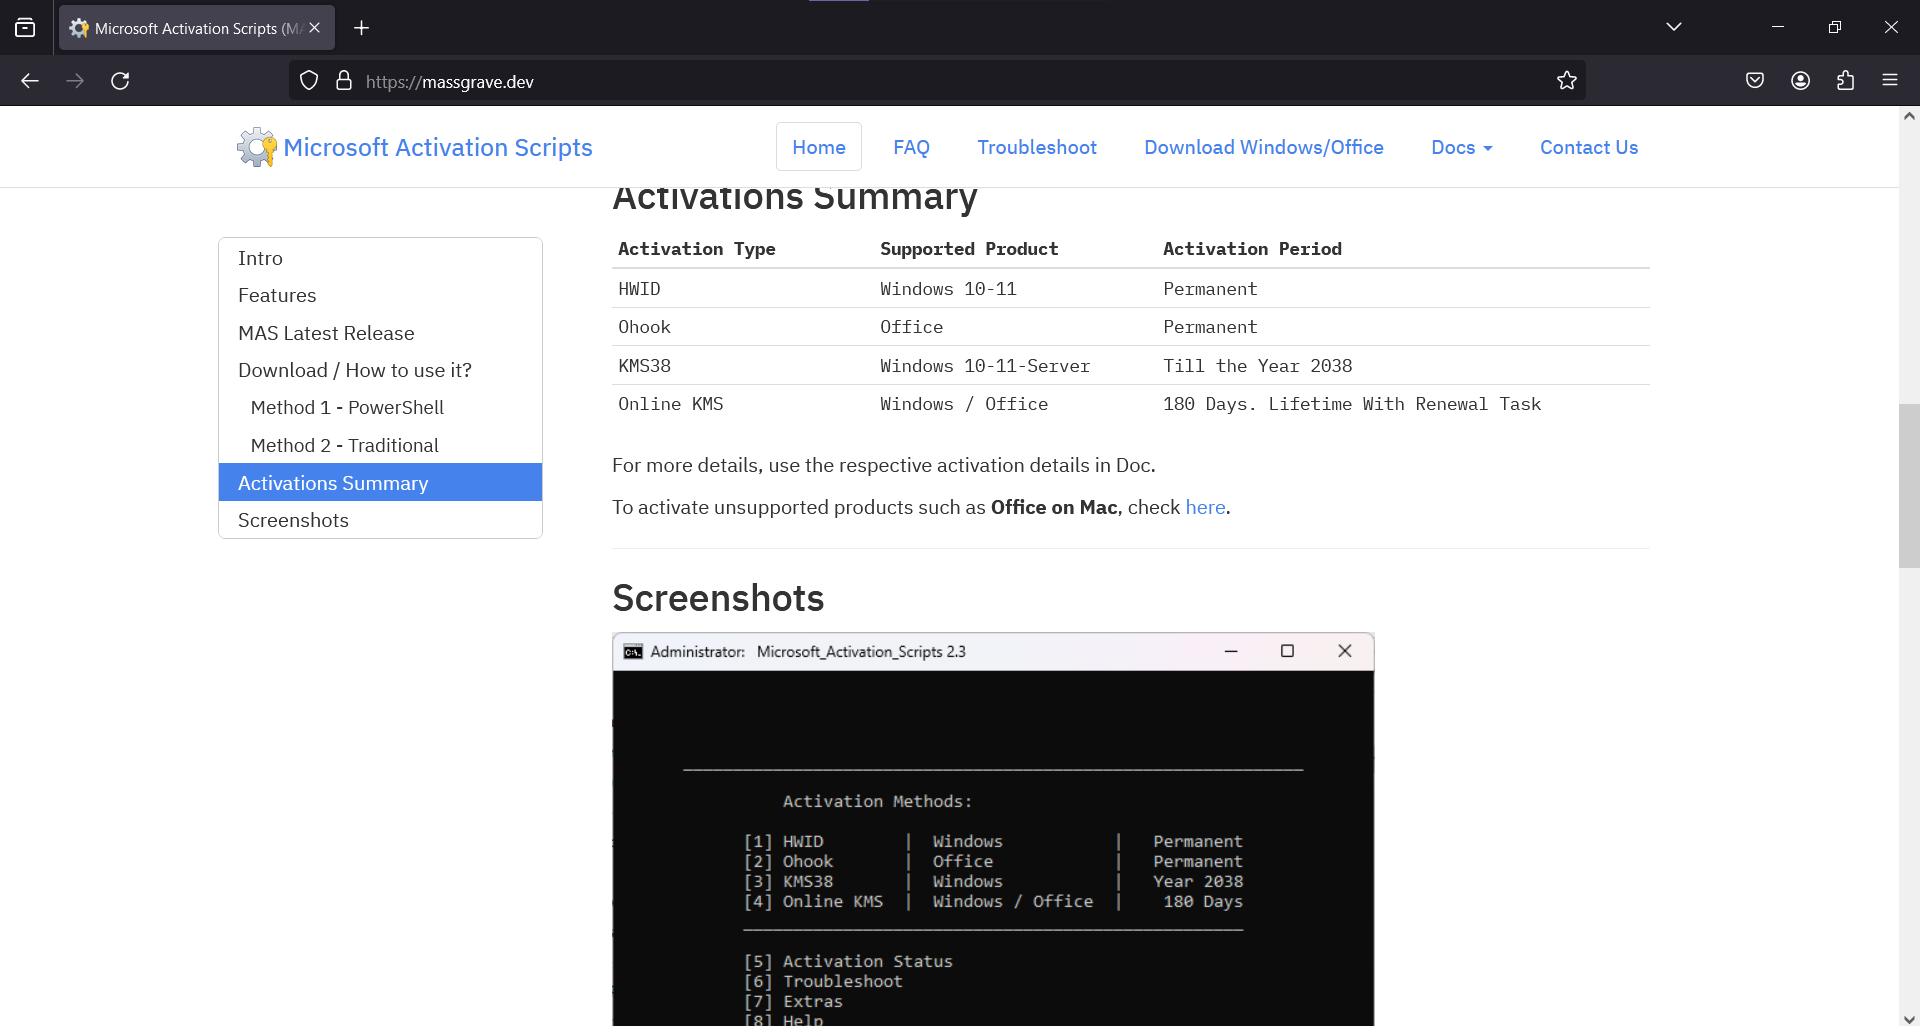 Microsoft Activation Scripts (MA
https://massgrave.dev
Microsoft Activation Scripts
Home
FAQ
Troubleshoot
Download Windows/Office
Docs
Contact Us
Intro
Features
MAS Latest Release
Download / How to use it?
Method 1 - PowerShell
Method 2 - Traditional
Activations Summary
Screenshots
Activations Summary
Activation Type Supported Product Activation Period
HWID Windows 10-11 Permanent
Ohook Office Permanent
KMS38 Windows 10-11-Server Till the Year 2038
Online KMS Windows / Office 180 Days. Lifetime With Renewal Task
For more details, use the respective activation details in Doc.
To activate unsupported products such as Office on Mac, check here.
Screenshots
C:\. Administrator: Microsoft_Activation_Scripts 2.3
Activation Methods:
[1] HWID | Windows | Permanent
[2] Ohook | Office | Permanent
[3] KMS38 | Windows | Year 2038
[4] Online KMS | Windows / Office | 180 Days
[5] Activation Status
[6] Troubleshoot
[7] Extras
[8] Help